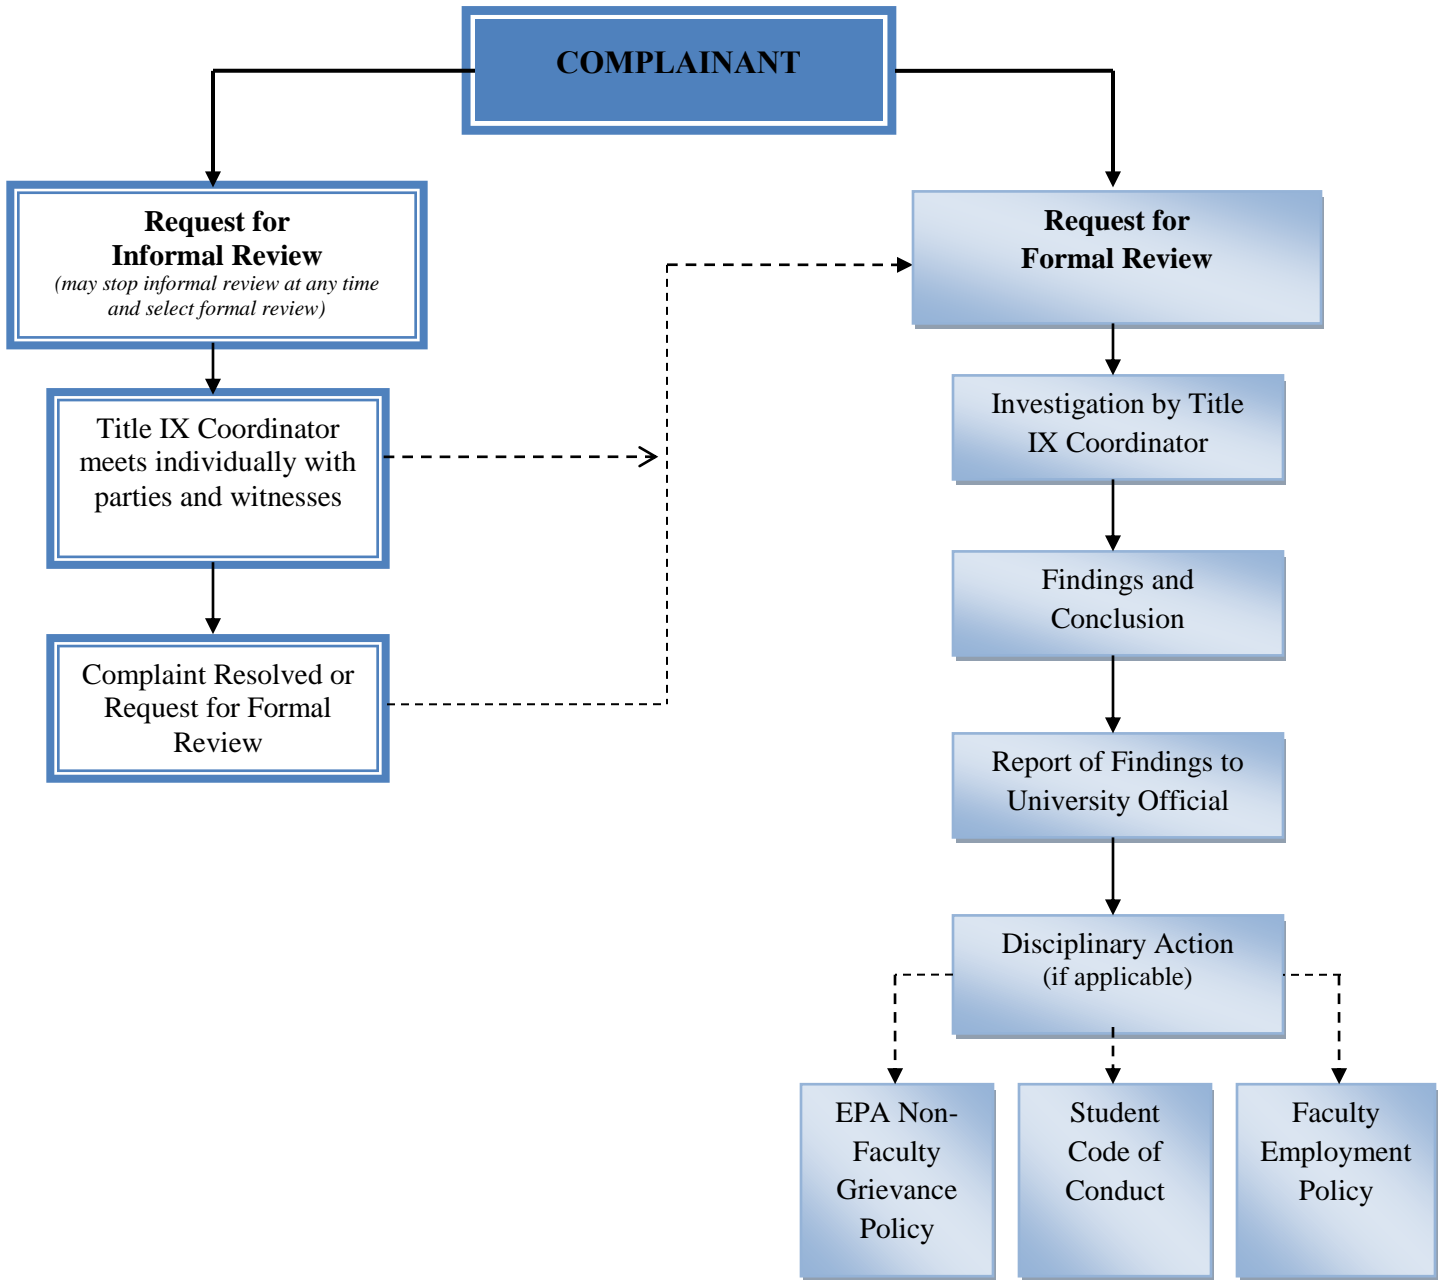 COMPLAINANT
Request for
Informal Review
(may stop informal review at any time
and select formal review)
Title IX Coordinator
meets individually with
parties and witnesses
Complaint Resolved or
Request for Formal
Review
Request for
Formal Review
Investigation by Title
IX Coordinator
Findings and
Conclusion
Report of Findings to
University Official
Disciplinary Action
(if applicable)
EPA Non-
Faculty
Grievance
Policy
Student
Code of
Conduct
Faculty
Employment
Policy